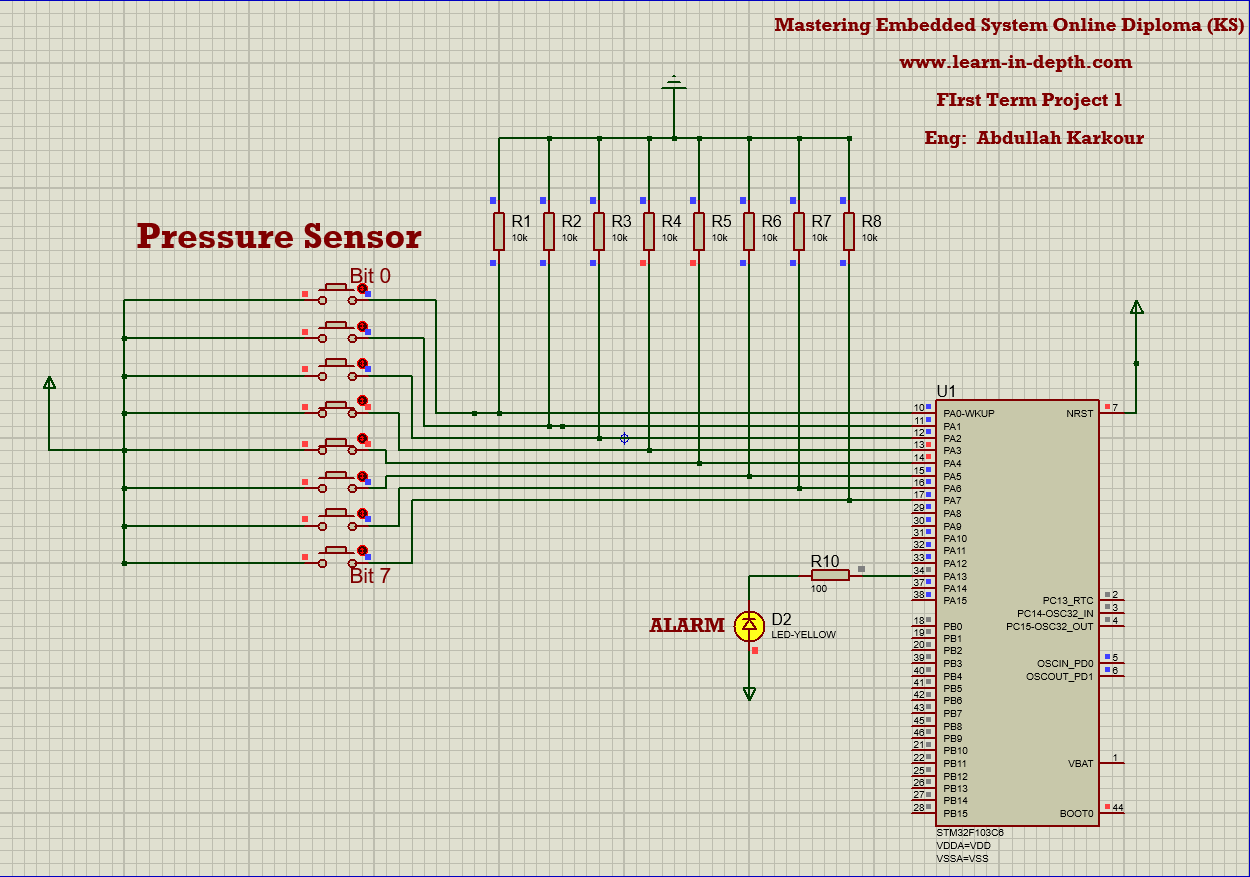 Mastering Embedded System Online Diploma (KS)
www.learn-in-depth.com
FIrst Term Project 1
Eng: Abdullah Karkour
Pressure Sensor
R1
10k
R2
10k
R3
10k
R4
10k
R5
10k
R6
10k
R7
10k
R8
10k
Bit 0
Bit 7
R10
100
ALARM
D2
LED-YELLOW
U1
10 PA0-WKUP
11 PA1
12 PA2
13 PA3
14 PA4
15 PA5
16 PA6
17 PA7
29 PA8
30 PA9
31 PA10
32 PA11
33 PA12
34 PA13
37 PA14
38 PA15
18 PB0
19 PB1
20 PB2
39 PB3
40 PB4
41 PB5
42 PB6
43 PB7
45 PB8
46 PB9
21 PB10
22 PB11
25 PB12
26 PB13
27 PB14
28 PB15
NRST 7
PC13_RTC 2
PC14-OSC32_IN 3
PC15-OSC32_OUT 4
OSCIN_PD0 5
OSCOUT_PD1 6
VBAT 1
BOOT0 44
STM32F103C6
VDDA=VDD
VSSA=VSS